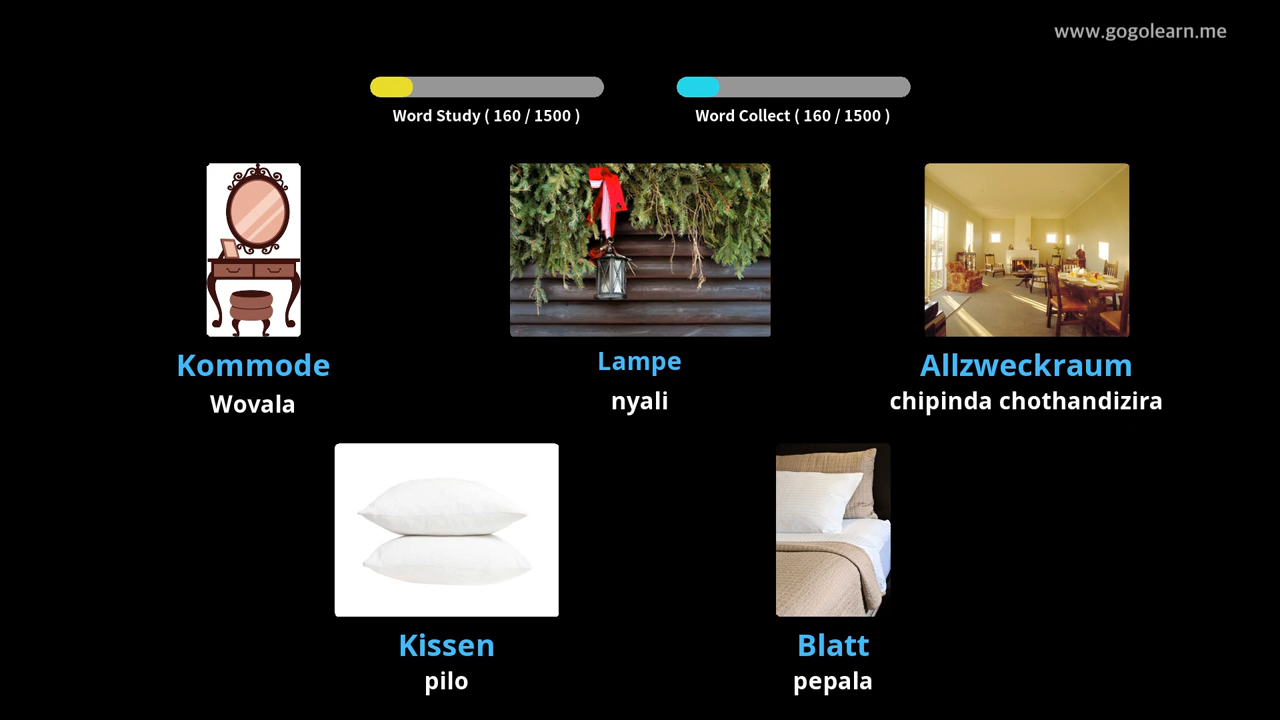 www.gogolearn.me
Word Study ( 160 / 1500 )
Word Collect ( 160 / 1500 )
Kommode
Wovala
Lampe
nyali
Allzweckraum
chipinda chothandizira
Kissen
pilo
Blatt
pepala